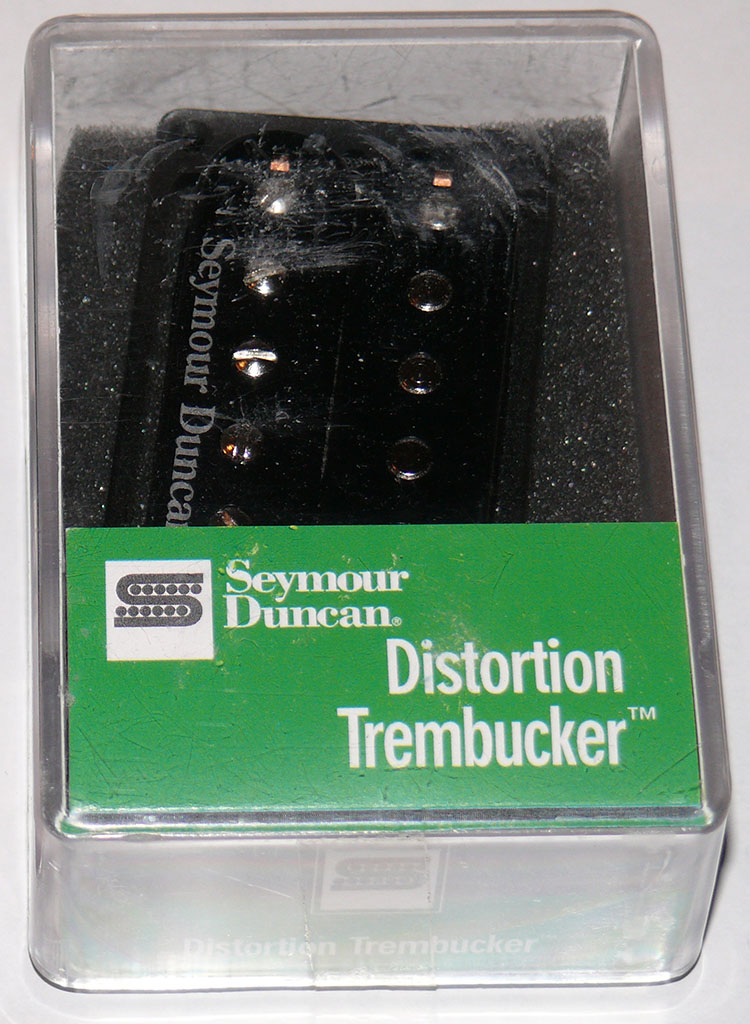 Seymour Duncan
Seymour
Duncan®
Distortion
Trembucker™
Distortion Trembucker